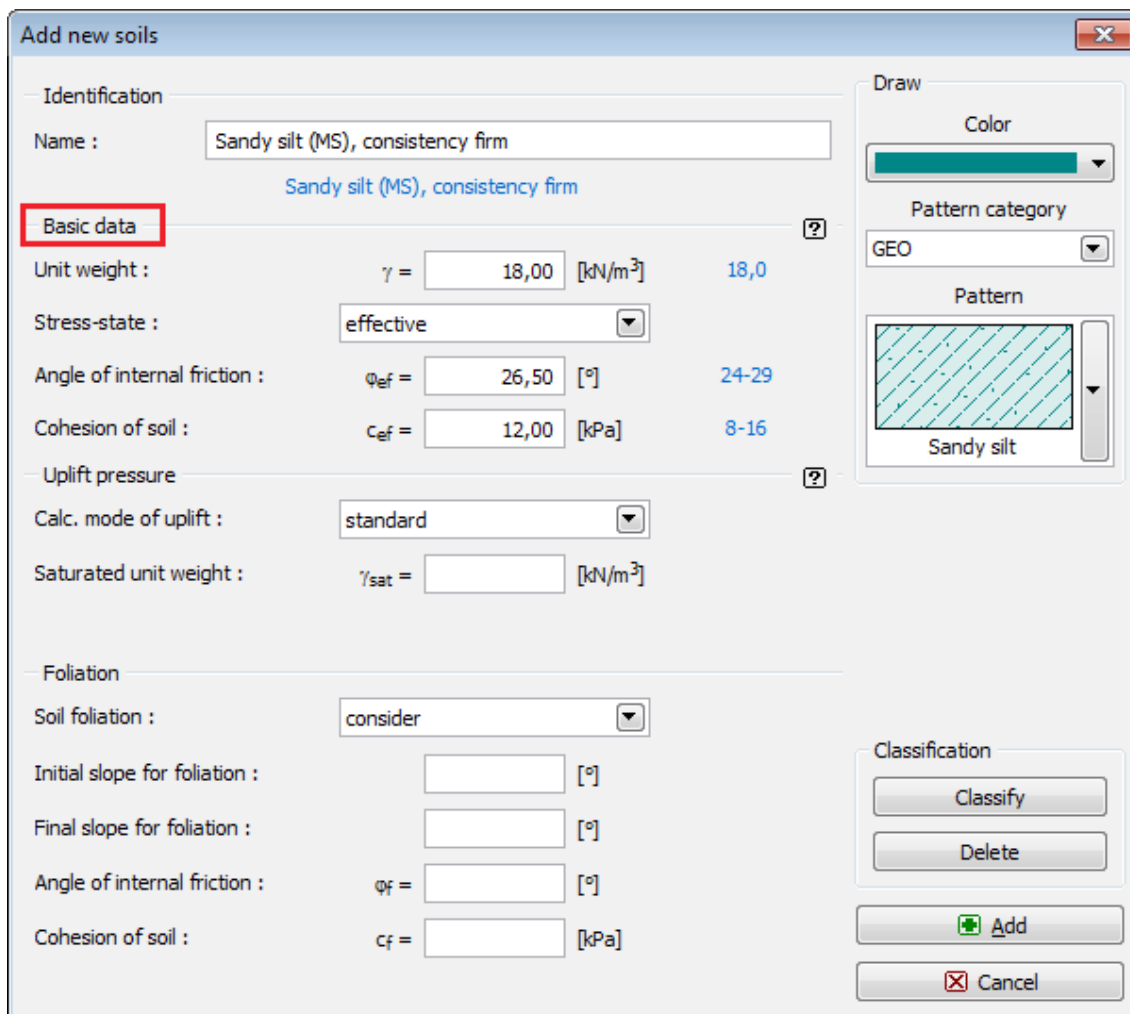 Add new soils
Identification
Name :
Sandy silt (MS), consistency firm
Sandy silt (MS), consistency firm
Basic data
Unit weight : γ = 18,00 [kN/m³] 18,0
Stress-state : effective
Angle of internal friction : φef = 26,50 [°] 24-29
Cohesion of soil : cef = 12,00 [kPa] 8-16
Uplift pressure
Calc. mode of uplift : standard
Saturated unit weight : γsat = [kN/m³]
Foliation
Soil foliation : consider
Initial slope for foliation : [°]
Final slope for foliation : [°]
Angle of internal friction : φf = [°]
Cohesion of soil : cf = [kPa]
Draw
Color
Pattern category
GEO
Pattern
Sandy silt
Classification
Classify
Delete
Add
Cancel